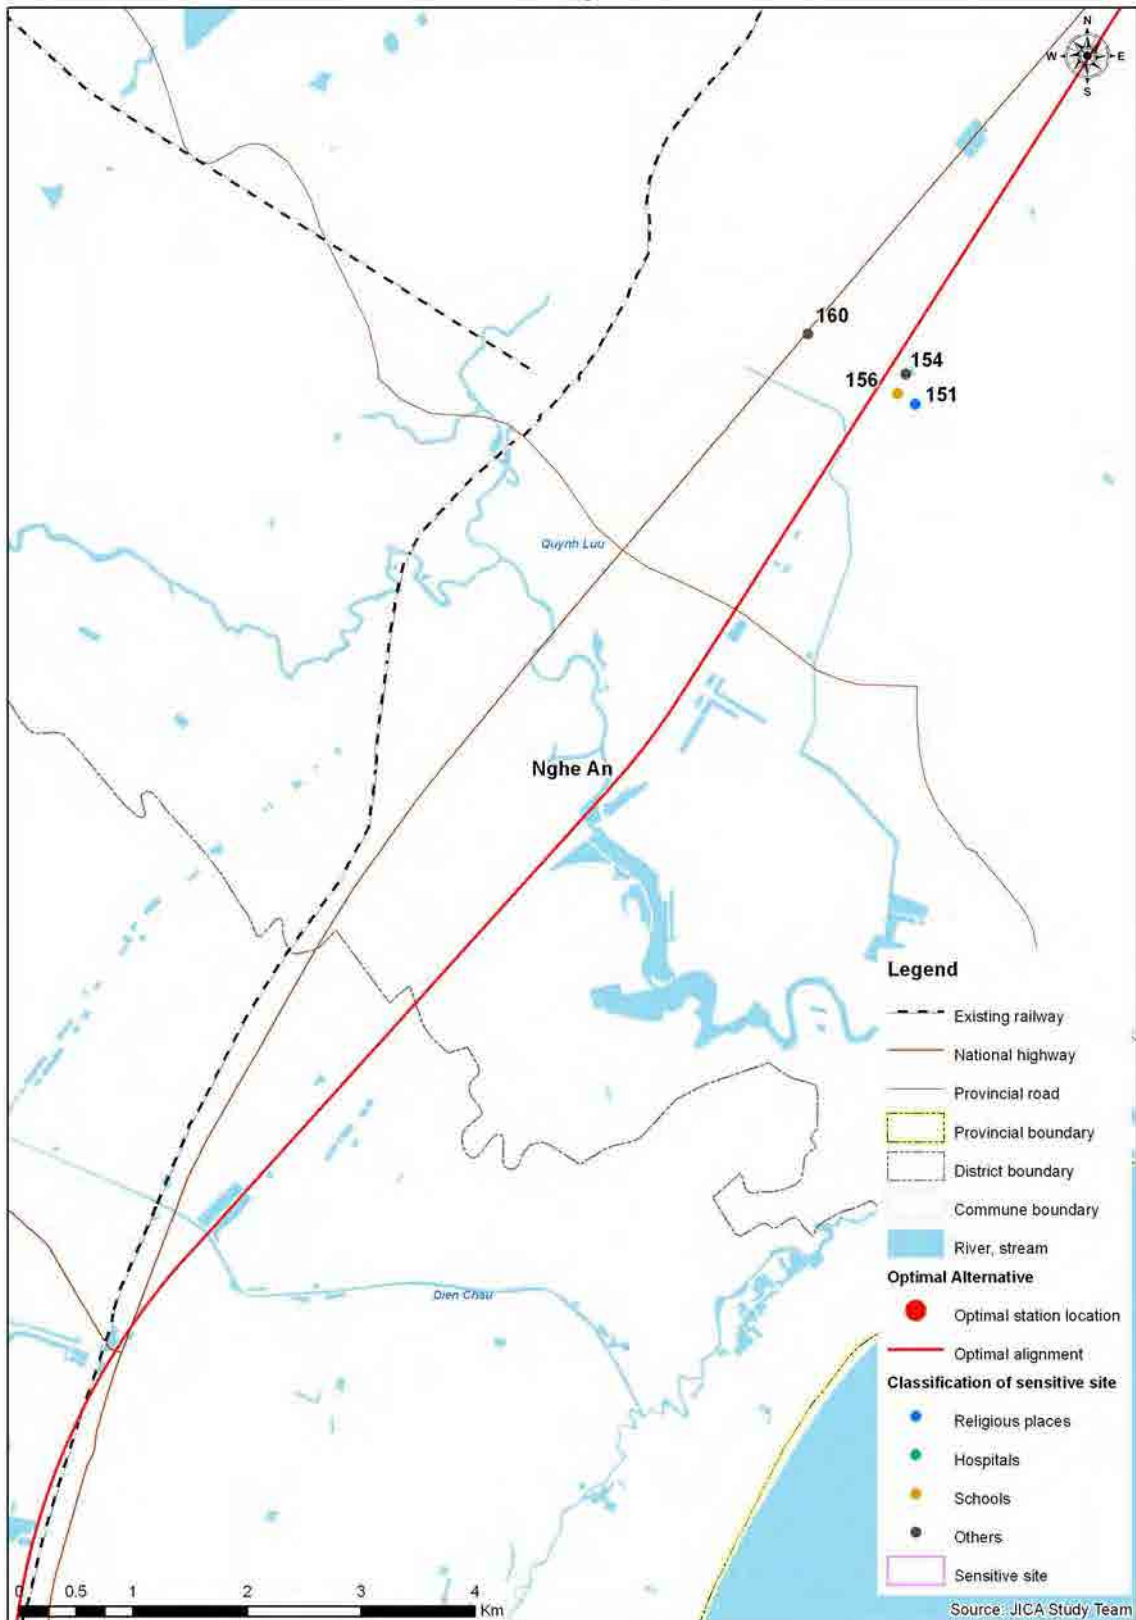 N
W E
S
160
154
156
151
Quynh Luu
Nghe An
Legend
Existing railway
National highway
Provincial road
Provincial boundary
District boundary
Commune boundary
River, stream
Optimal Alternative
Optimal station location
Optimal alignment
Classification of sensitive site
Religious places
Hospitals
Schools
Others
Sensitive site
Dien Chau
0 0.5 1 2 3 4
Km
Source: JICA Study Team